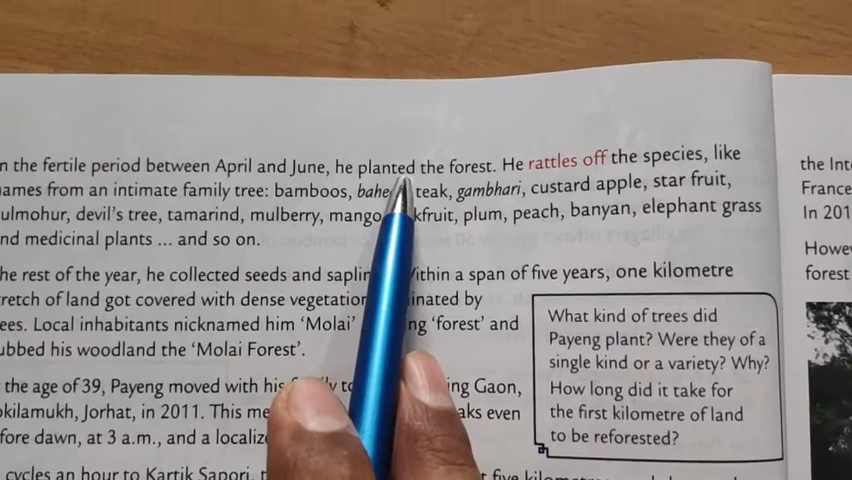 n the fertile period between April and June, he planted the forest. He rattles off the species, like
names from an intimate family tree: bamboos, teak, gambhari, custard apple, star fruit,
ulmohur, devil's tree, tamarind, mulberry, mango kfruit, plum, peach, banyan, elephant grass
nd medicinal plants ... and so on.
he rest of the year, he collected seeds and saplin ithin a span of five years, one kilometre
tretch of land got covered with dense vegetation inated by
ees. Local inhabitants nicknamed him 'Molai' ng 'forest' and
ubbed his woodland the 'Molai Forest'.
the age of 39, Payeng moved with his ing Gaon,
okilamukh, Jorhat, in 2011. This me aks even
fore dawn, at 3 a.m., and a localiz
cycles an hour to Kartik Sapori, t
What kind of trees did
Payeng plant? Were they of a
single kind or a variety? Why?
How long did it take for
the first kilometre of land
to be reforested?
the Int
France
In 201
Howe
forest